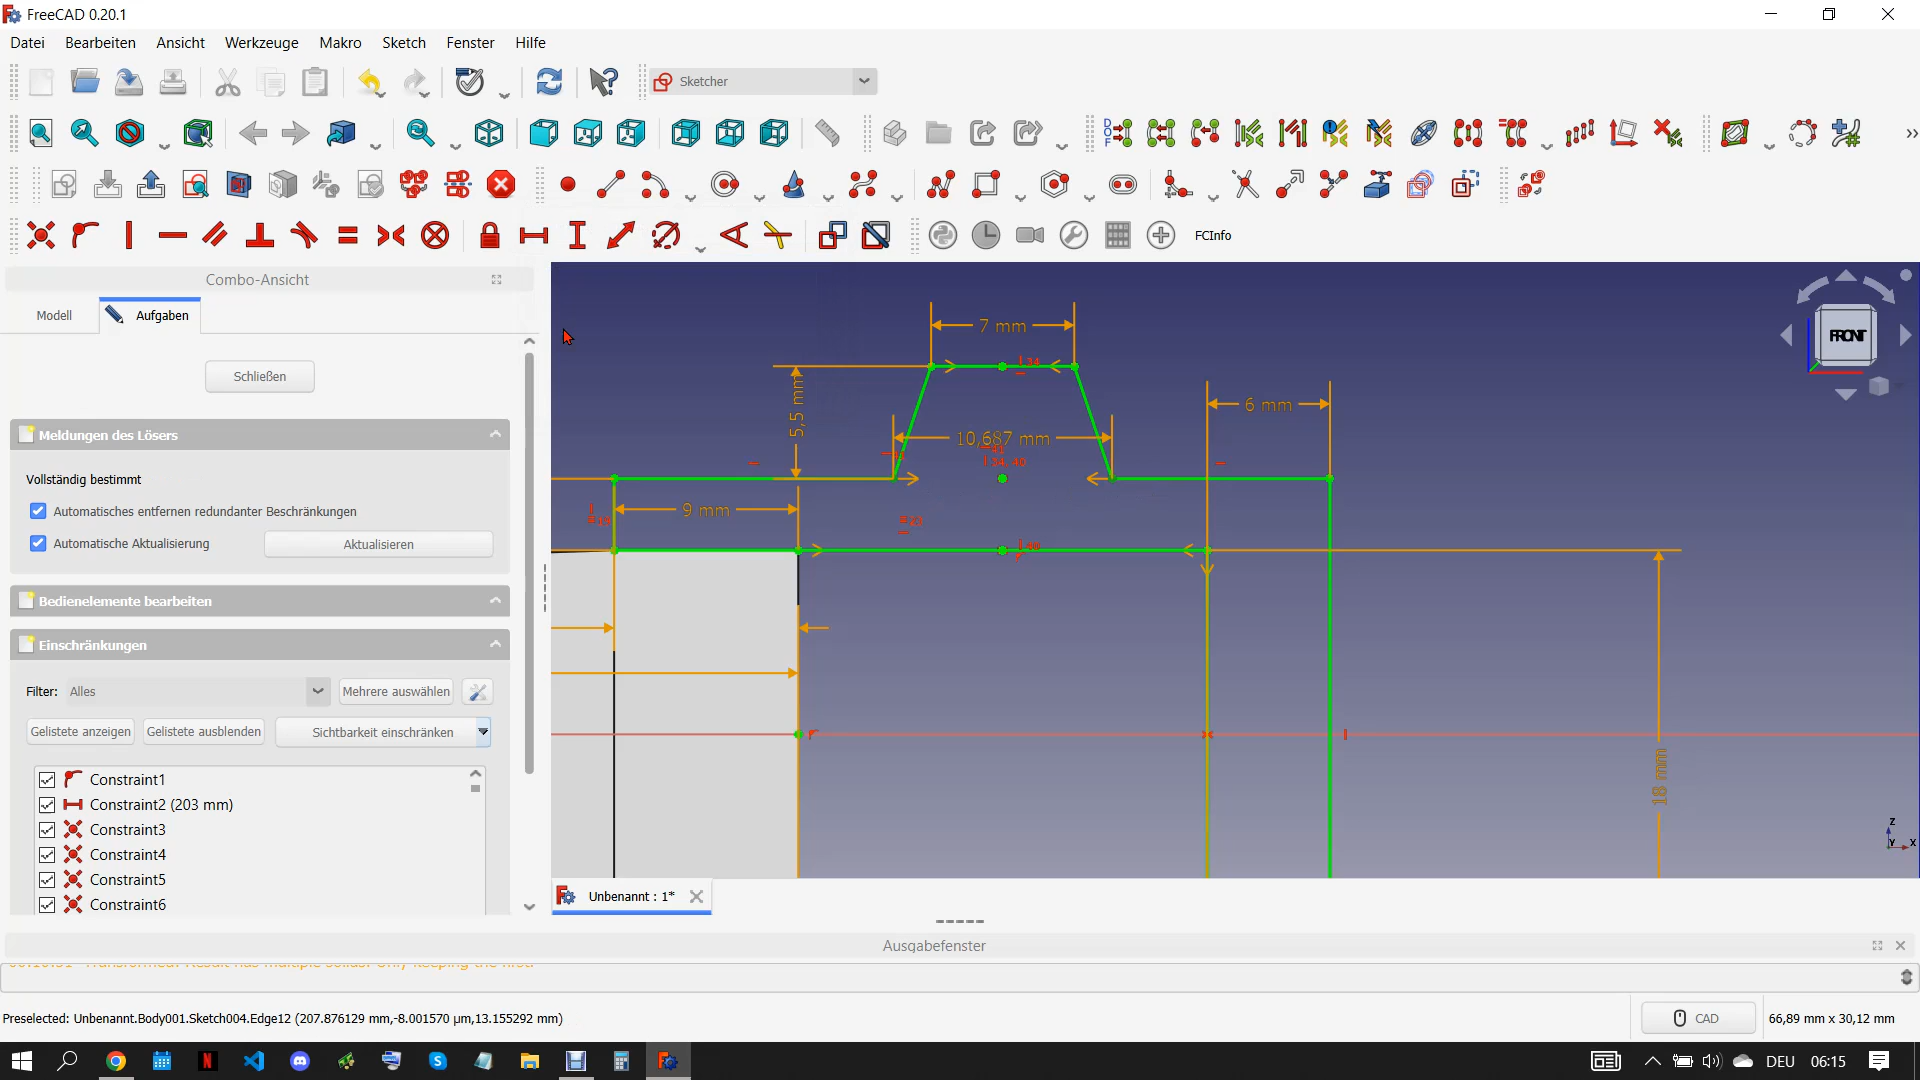 FreeCAD 0.20.1
Datei Bearbeiten Ansicht Werkzeuge Makro Sketch Fenster Hilfe
Sketcher
FCInfo
Combo-Ansicht
Modell Aufgaben
Schließen
Meldungen des Lösers
Vollständig bestimmt
Automatisches entfernen redundanter Beschränkungen
Automatische Aktualisierung Aktualisieren
Bedienelemente bearbeiten
Einschränkungen
Filter: Alles Mehrere auswählen
Gelistete anzeigen Gelistete ausblenden Sichtbarkeit einschränken
Constraint1
Constraint2 (203 mm)
Constraint3
Constraint4
Constraint5
Constraint6
7 mm
5,5 mm
6 mm
10,687 mm
9 mm
18 mm
FRONT
Z
Y X
Unbenannt : 1*
Ausgabefenster
Preselected: Unbenannt.Body001.Sketch004.Edge12 (207.876129 mm,-8.001570 µm,13.155292 mm)
CAD 66,89 mm x 30,12 mm
DEU 06:15